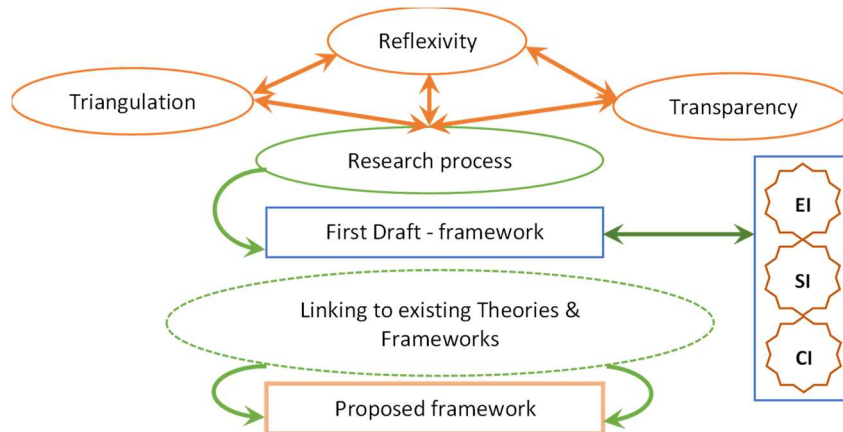 Reflexivity
Triangulation
Transparency
Research process
EI
First Draft - framework
SI
Linking to existing Theories &
Frameworks
CI
Proposed framework